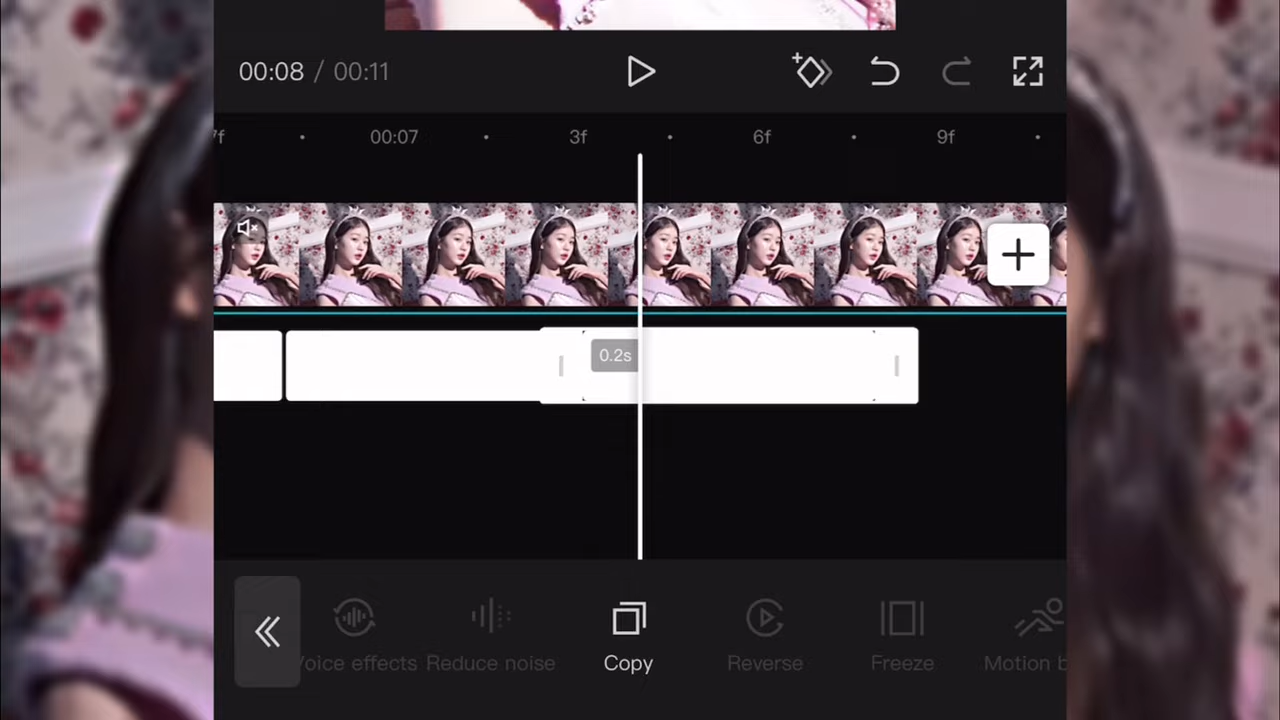 00:08 / 00:11
7f 00:07 3f 6f 9f
0.2s
Voice effects Reduce noise Copy Reverse Freeze Motion b